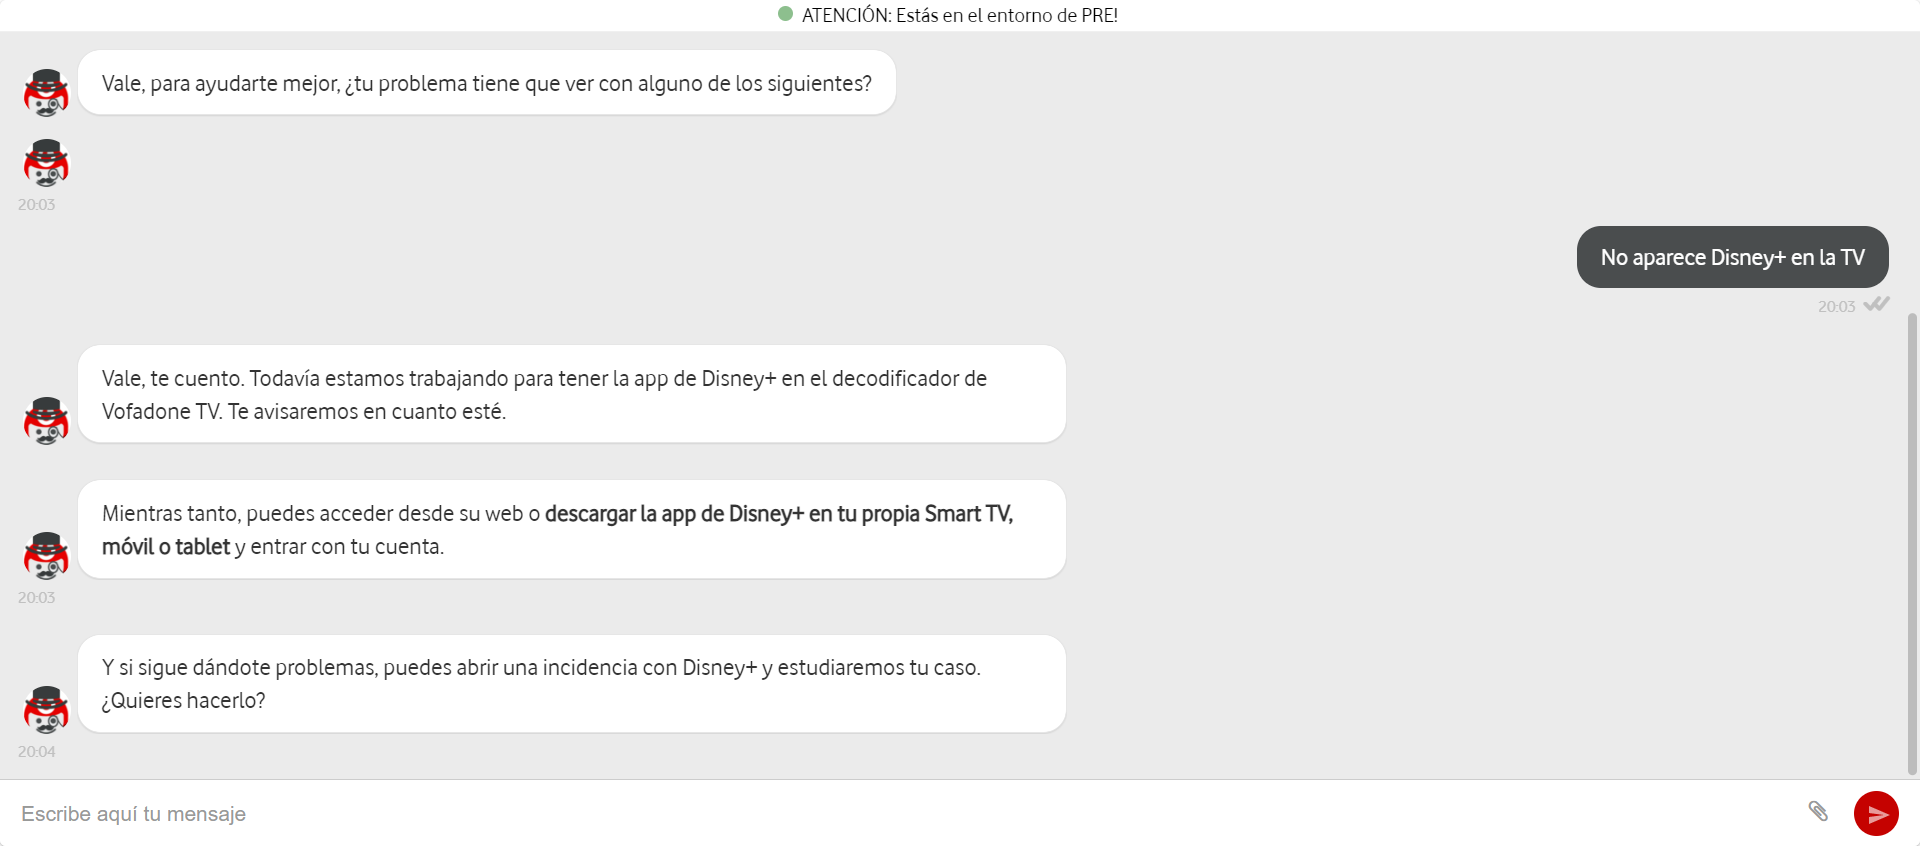 ATENCIÓN: Estás en el entorno de PRE!
Vale, para ayudarte mejor, ¿tu problema tiene que ver con alguno de los siguientes?
20:03
No aparece Disney+ en la TV
20:03
Vale, te cuento. Todavía estamos trabajando para tener la app de Disney+ en el decodificador de
Vofadone TV. Te avisaremos en cuanto esté.
Mientras tanto, puedes acceder desde su web o descargar la app de Disney+ en tu propia Smart TV,
móvil o tablet y entrar con tu cuenta.
20:03
Y si sigue dándote problemas, puedes abrir una incidencia con Disney+ y estudiaremos tu caso.
¿Quieres hacerlo?
20:04
Escribe aquí tu mensaje